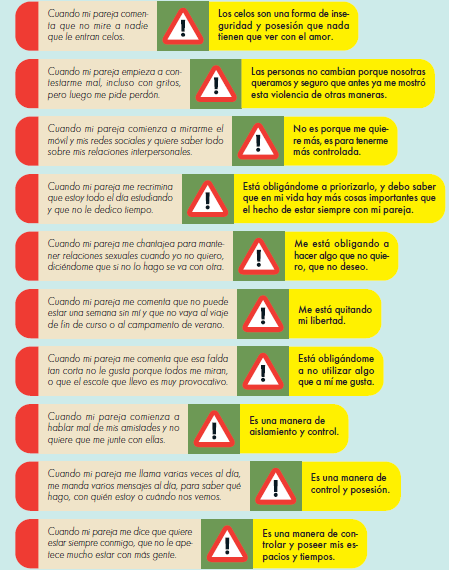 Cuando mi pareja comen-
ta que no mire a nadie
que le entran celos.
Los celos son una forma de inse-
guridad y posesión que nada
tienen que ver con el amor.
Cuando mi pareja empieza a con-
testarme mal, incluso con gritos,
pero luego me pide perdón.
Las personas no cambian porque nosotras
queramos y seguro que antes ya me mostró
esta violencia de otras maneras.
Cuando mi pareja comienza a mirarme el
móvil y mis redes sociales y quiere saber todo
sobre mis relaciones interpersonales.
No es porque me quie-
re más, es para tenerme
más controlada.
Cuando mi pareja me recrimina
que estoy todo el día estudiando
y que no le dedico tiempo.
Está obligándome a priorizarlo, y debo saber
que en mi vida hay más cosas importantes que
el hecho de estar siempre con mi pareja.
Cuando mi pareja me chantajea para mante-
ner relaciones sexuales cuando yo no quiero,
diciéndome que si no lo hago se va con otra.
Me está obligando a
hacer algo que no quie-
ro, que no deseo.
Cuando mi pareja me comenta que no puede
estar una semana sin mí y que no vaya al viaje
de fin de curso o al campamento de verano.
Me está quitando
mi libertad.
Cuando mi pareja me comenta que esa falda
tan corta no le gusta porque todos me miran,
o que el escote que llevo es muy provocativo.
Está obligándome
a no utilizar algo
que a mí me gusta.
Cuando mi pareja comienza a
hablar mal de mis amistades y no
quiere que me junte con ellas.
Es una manera de
aislamiento y control.
Cuando mi pareja me llama varias veces al día,
me manda varios mensajes al día, para saber qué
hago, con quién estoy o cuándo nos vemos.
Es una manera de
control y posesión.
Cuando mi pareja me dice que quiere
estar siempre conmigo, que no le ape-
tece mucho estar con más gente.
Es una manera de con-
trolar y poseer mis es-
pacios y tiempos.